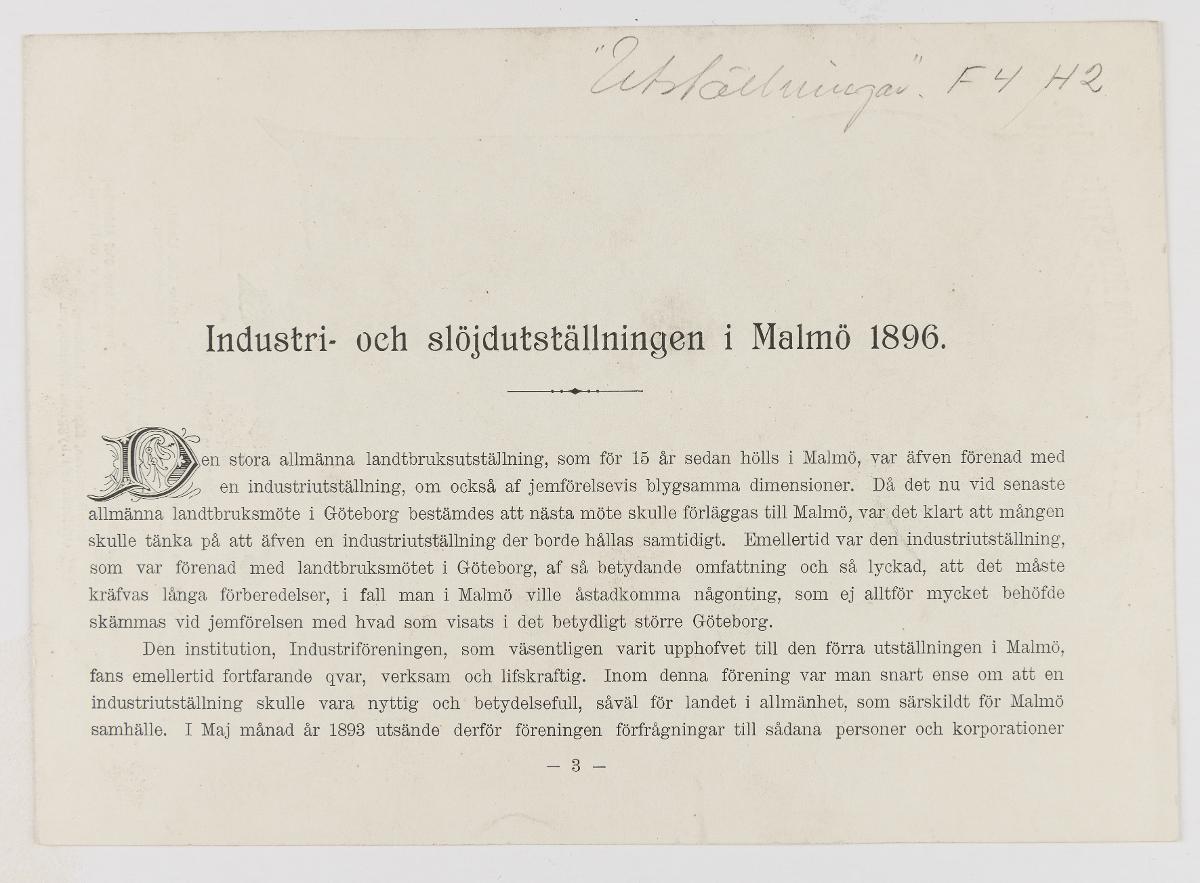 "Utställningar". F 4 H2
Industri- och slöjdutställningen i Malmö 1896.
Den stora allmänna landtbruksutställning, som för 15 år sedan hölls i Malmö, var äfven förenad med
en industriutställning, om också af jemförelsevis blygsamma dimensioner. Då det nu vid senaste
allmänna landtbruksmöte i Göteborg bestämdes att nästa möte skulle förläggas till Malmö, var det klart att mången
skulle tänka på att äfven en industriutställning der borde hållas samtidigt. Emellertid var den industriutställning,
som var förenad med landtbruksmötet i Göteborg, af så betydande omfattning och så lyckad, att det måste
kräfvas långa förberedelser, i fall man i Malmö ville åstadkomma någonting, som ej alltför mycket behöfde
skämmas vid jemförelsen med hvad som visats i det betydligt större Göteborg.
Den institution, Industriföreningen, som väsentligen varit upphofvet till den förra utställningen i Malmö,
fans emellertid fortfarande qvar, verksam och lifskraftig. Inom denna förening var man snart ense om att en
industriutställning skulle vara nyttig och betydelsefull, såväl för landet i allmänhet, som särskildt för Malmö
samhälle. I Maj månad år 1893 utsände derför föreningen förfrågningar till sådana personer och korporationer
— 3 —